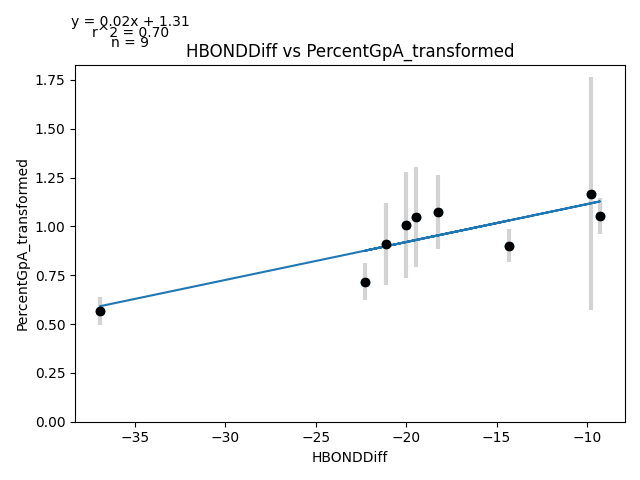 y = 0.02x + 1.31
r^2 = 0.70
n = 9
HBONDDiff vs PercentGpA_transformed
1.75
1.50
1.25
1.00
0.75
0.50
0.25
0.00
PercentGpA_transformed
−35
−30
−25
−20
−15
−10
HBONDDiff